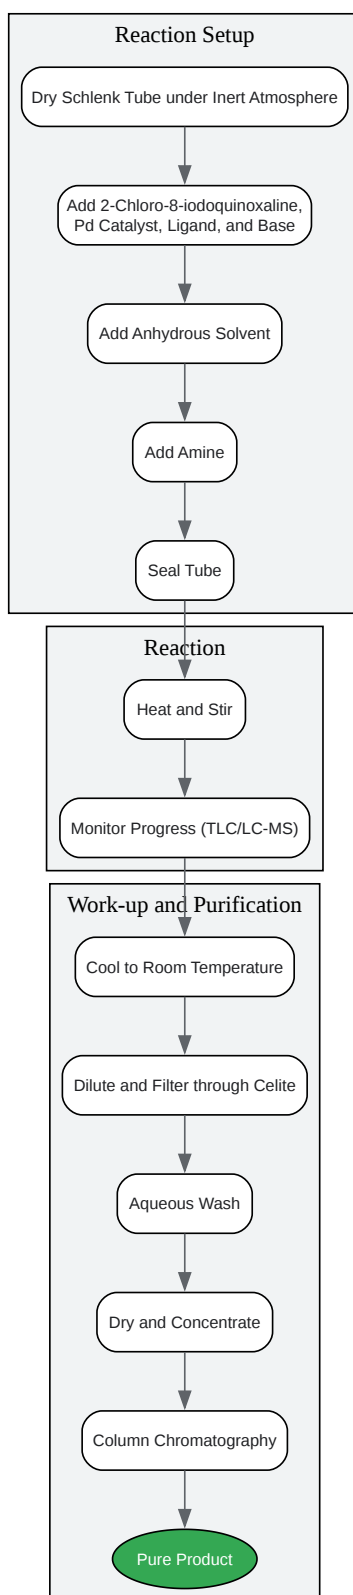 Reaction Setup
Dry Schlenk Tube under Inert Atmosphere
Add 2-Chloro-8-iodoquinoxaline,
Pd Catalyst, Ligand, and Base
Add Anhydrous Solvent
Add Amine
Seal Tube
Reaction
Heat and Stir
Monitor Progress (TLC/LC-MS)
Work-up and Purification
Cool to Room Temperature
Dilute and Filter through Celite
Aqueous Wash
Dry and Concentrate
Column Chromatography
Pure Product